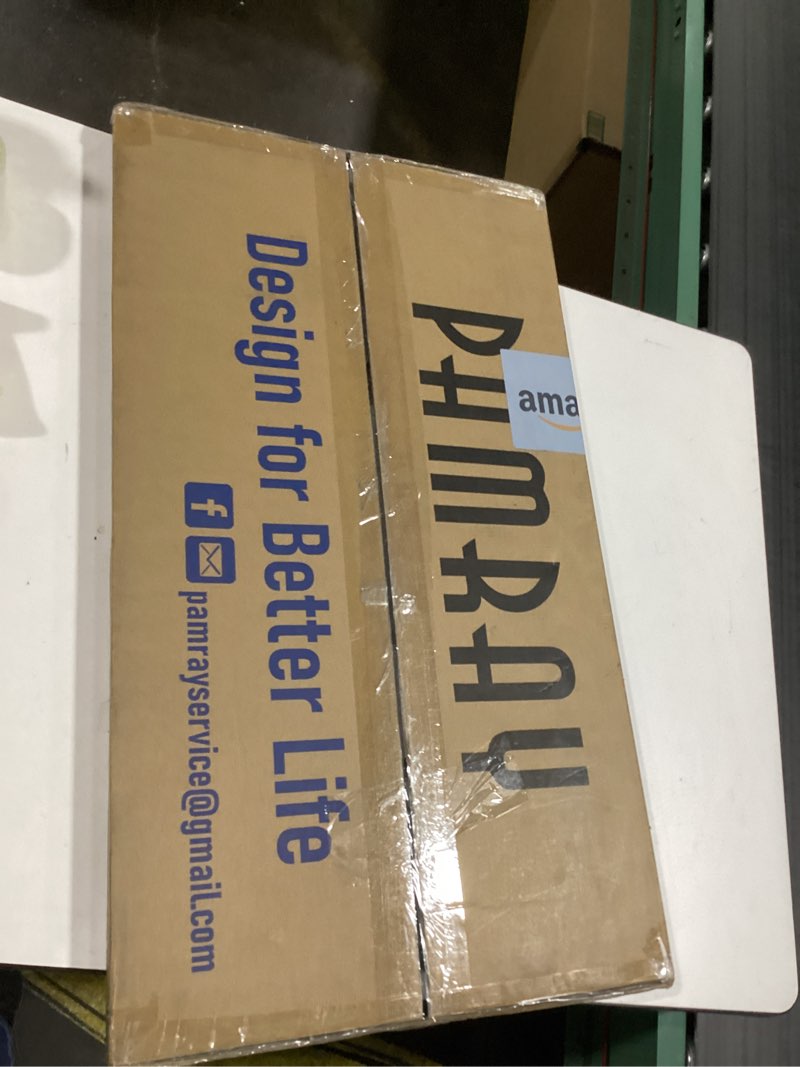 PAMRAY
ama
Design for Better Life
pamrayservice@gmail.com